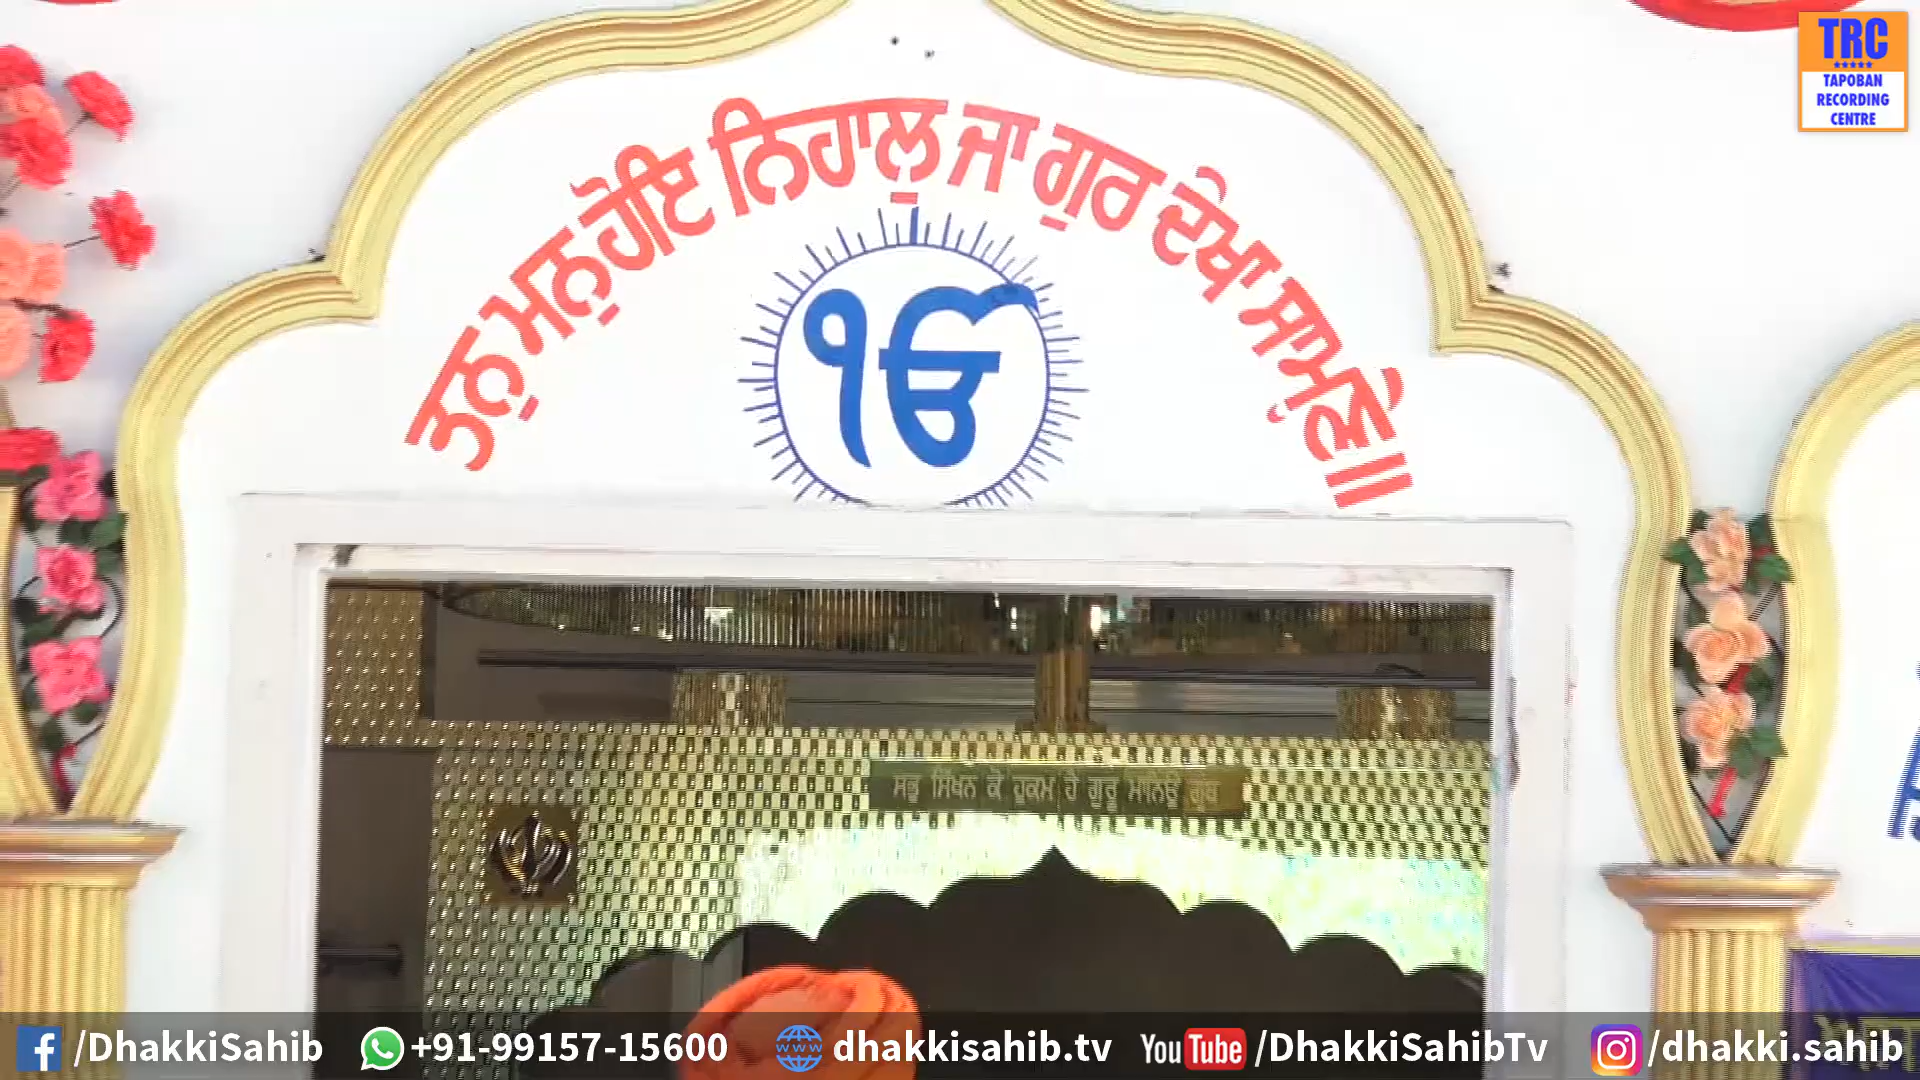 TRC
TAPOBAN
RECORDING
CENTRE
ਤਨੁ ਮਨੁ ਹੋਇ ਨਿਹਾਲੁ ਜਾ ਗੁਰੁ ਦੇਖਾ ਸਾਮ੍ਹਣੇ॥
ੴ
ਸਭੁ ਸਿੱਖਨ ਕੋ ਹੁਕਮ ਹੈ ਗੁਰੂ ਮਾਨਿਉ ਗ੍ਰੰਥ
/DhakkiSahib +91-99157-15600 dhakkisahib.tv YouTube /DhakkiSahibTv /dhakki.sahib